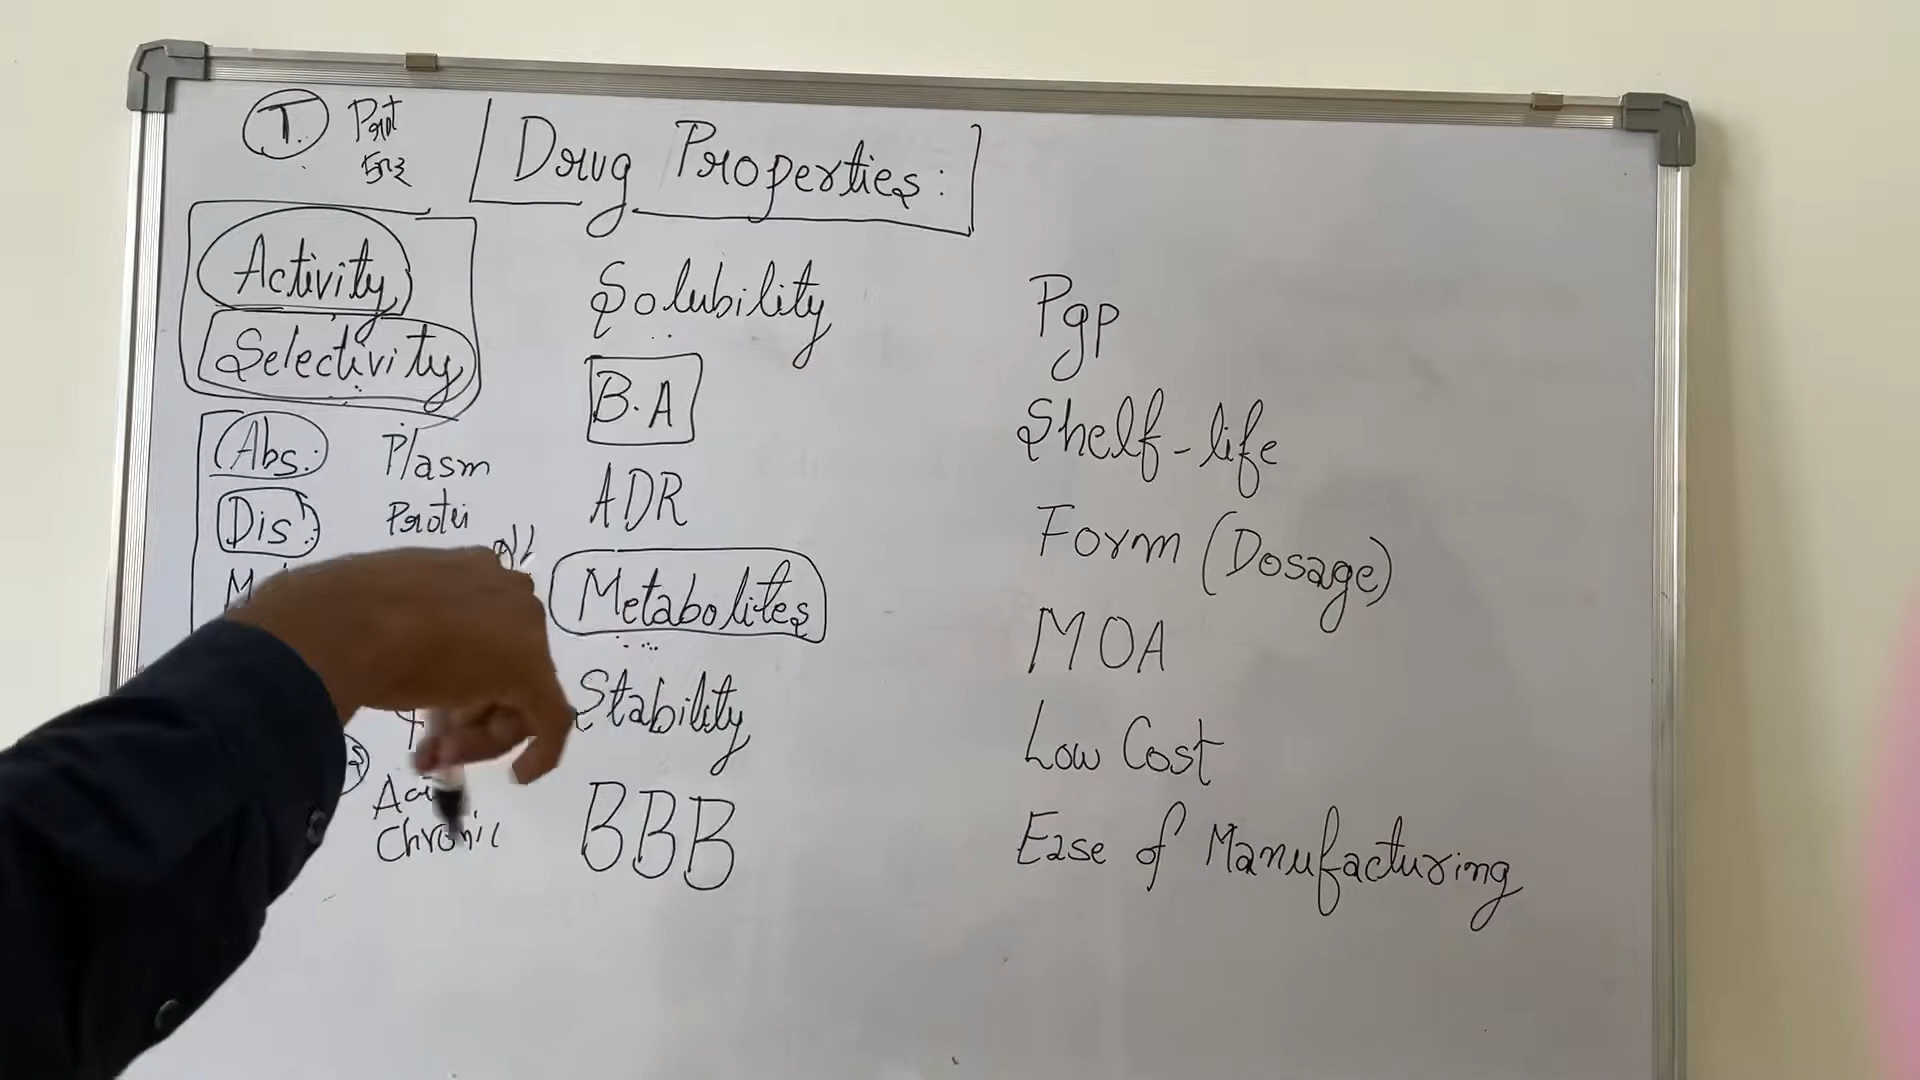 T.
Prot
Drug Properties:
Activity
Selectivity
Abs.
Plasm
Protei
Dis.
Chronic
Solubility
B.A
ADR
Metabolites
Stability
BBB
Pgp
Shelf-life
Form (Dosage)
MOA
Low Cost
Ease of Manufacturing